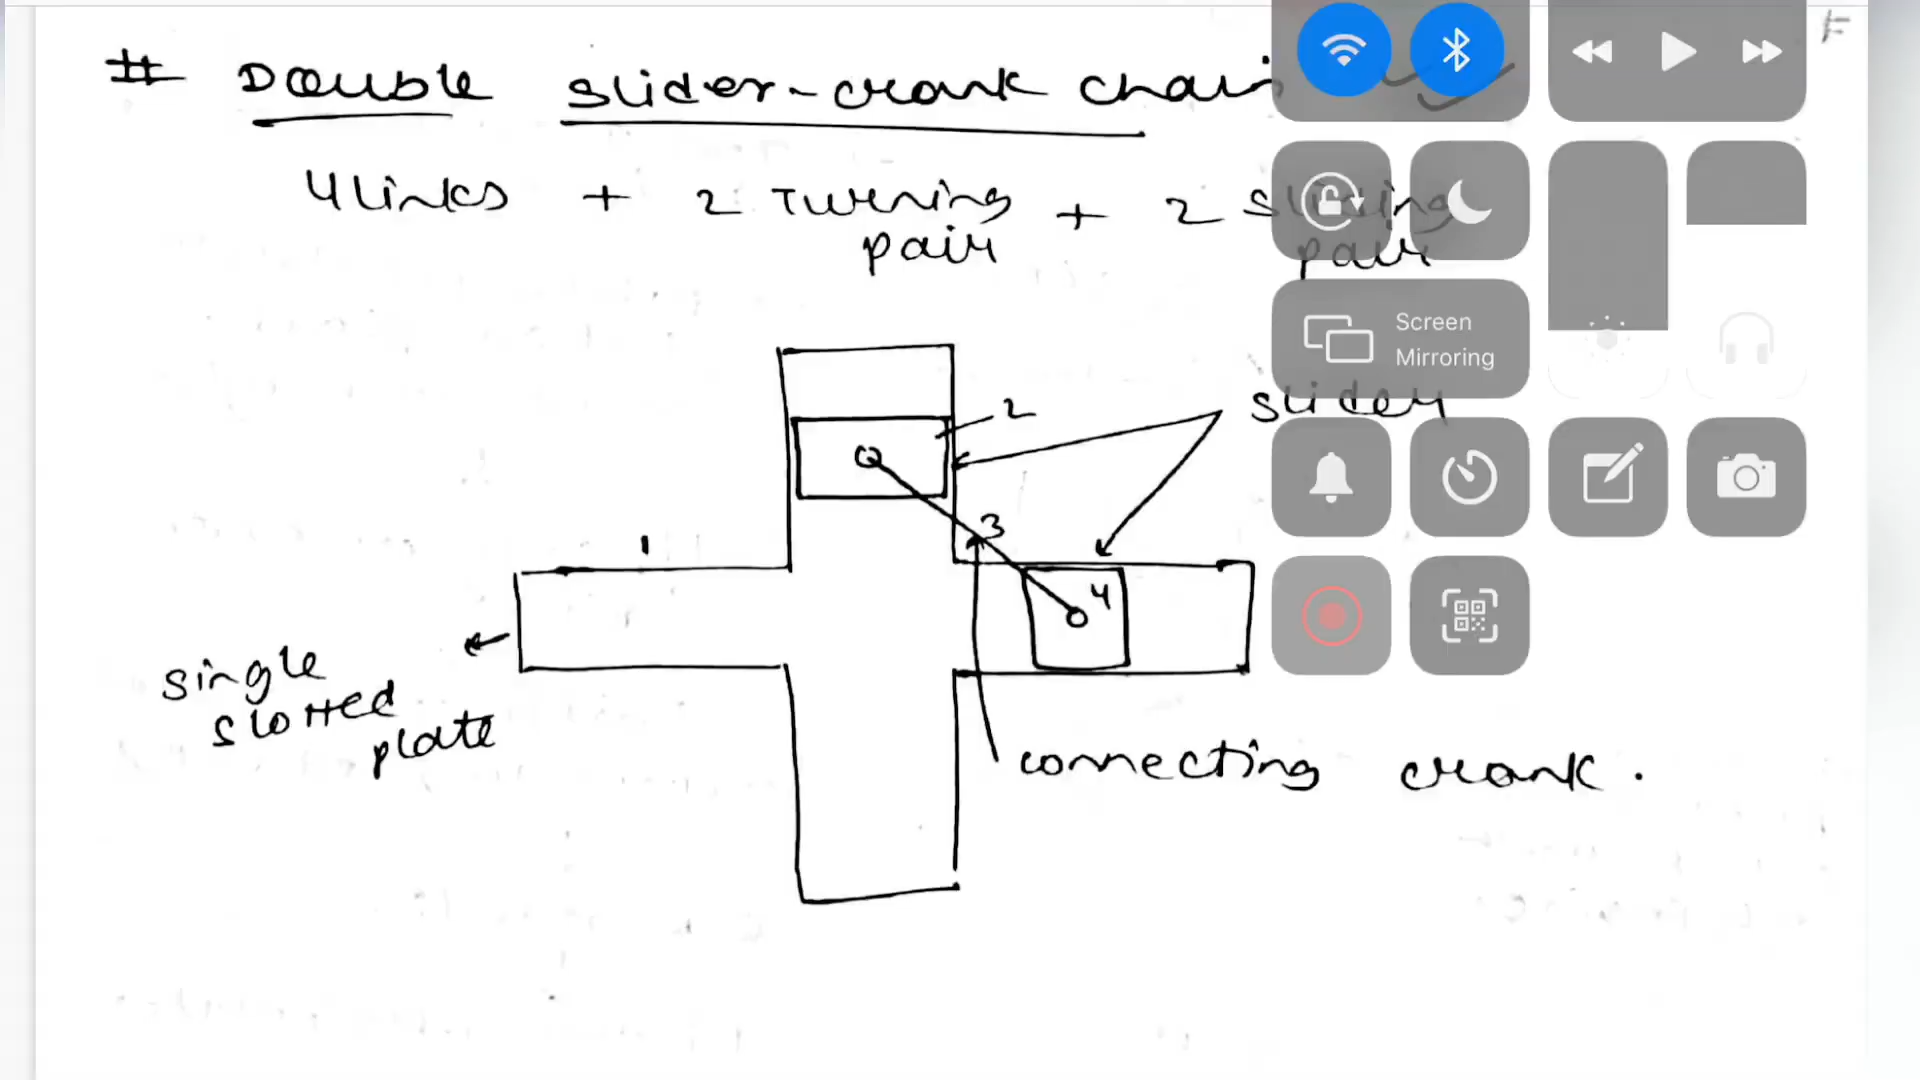 # Double slider-crank chain
4 links + 2 Turning pair + 2 sliding pair
Screen
Mirroring
2
slider
3
1
4
single
slotted
plate
connecting crank.